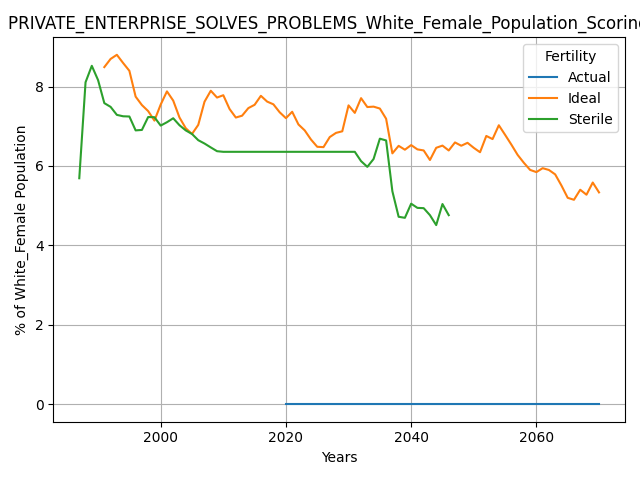 PRIVATE_ENTERPRISE_SOLVES_PROBLEMS_White_Female_Population_Scoring
Fertility
Actual
Ideal
Sterile
% of White_Female Population
8
6
4
2
0
2000 2020 2040 2060
Years